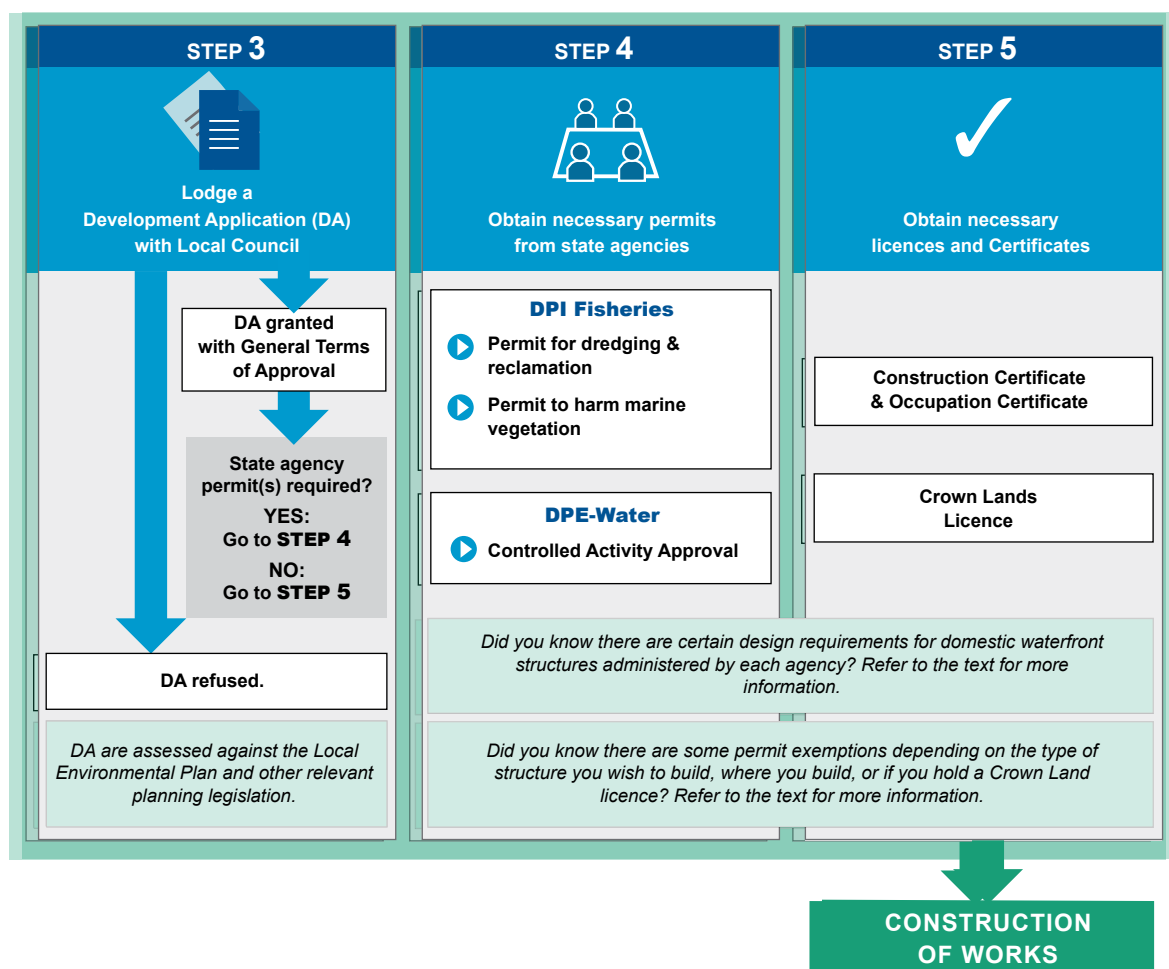 STEP 3
Lodge a
Development Application (DA)
with Local Council
DA granted
with General Terms
of Approval
State agency
permit(s) required?
YES:
Go to STEP 4
NO:
Go to STEP 5
DA refused.
DA are assessed against the Local
Environmental Plan and other relevant
planning legislation.
STEP 4
Obtain necessary permits
from state agencies
DPI Fisheries
Permit for dredging &
reclamation
Permit to harm marine
vegetation
DPE-Water
Controlled Activity Approval
STEP 5
Obtain necessary
licences and Certificates
Construction Certificate
& Occupation Certificate
Crown Lands
Licence
Did you know there are certain design requirements for domestic waterfront
structures administered by each agency? Refer to the text for more
information.
Did you know there are some permit exemptions depending on the type of
structure you wish to build, where you build, or if you hold a Crown Land
licence? Refer to the text for more information.
CONSTRUCTION
OF WORKS